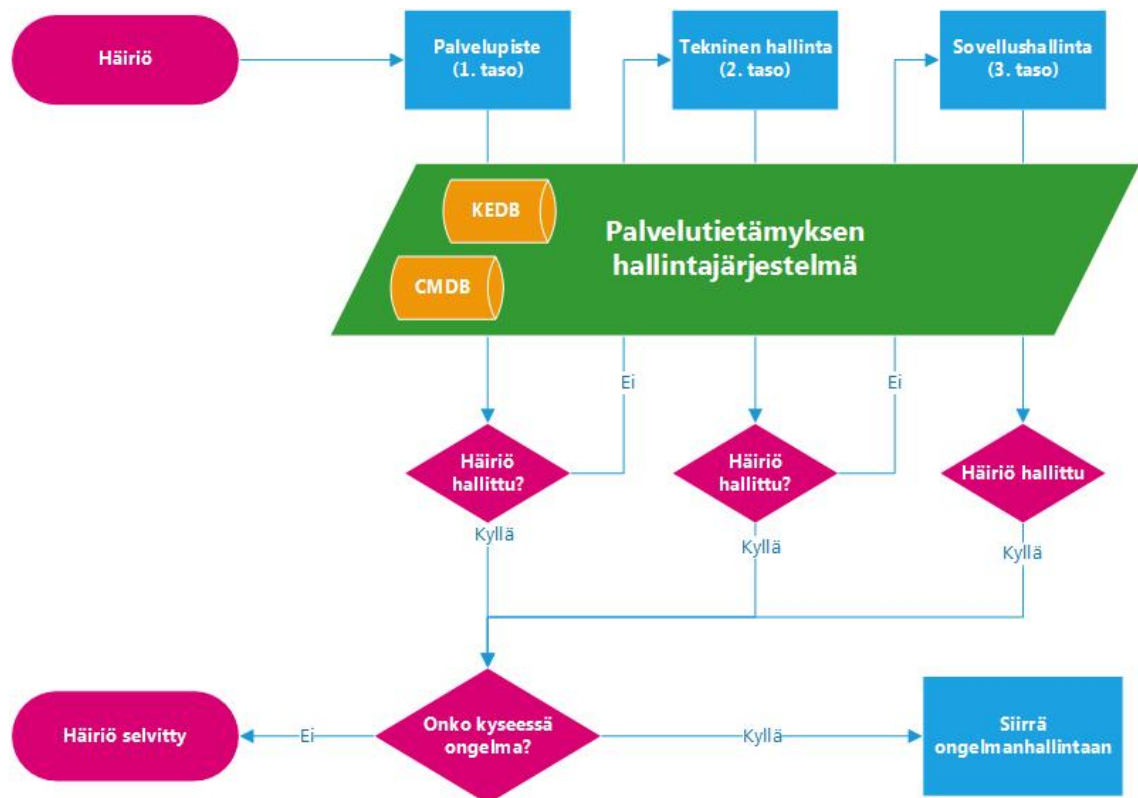 Häiriö
Palvelupiste
(1. taso)
Tekninen hallinta
(2. taso)
Sovellushallinta
(3. taso)
KEDB
CMDB
Palvelutietämyksen
hallintajärjestelmä
Ei
Ei
Häiriö
hallittu?
Häiriö
hallittu?
Häiriö hallittu
Kyllä
Kyllä
Kyllä
Häiriö selvitty
Ei
Onko kyseessä
ongelma?
Kyllä
Siirrä
ongelmanhallintaan